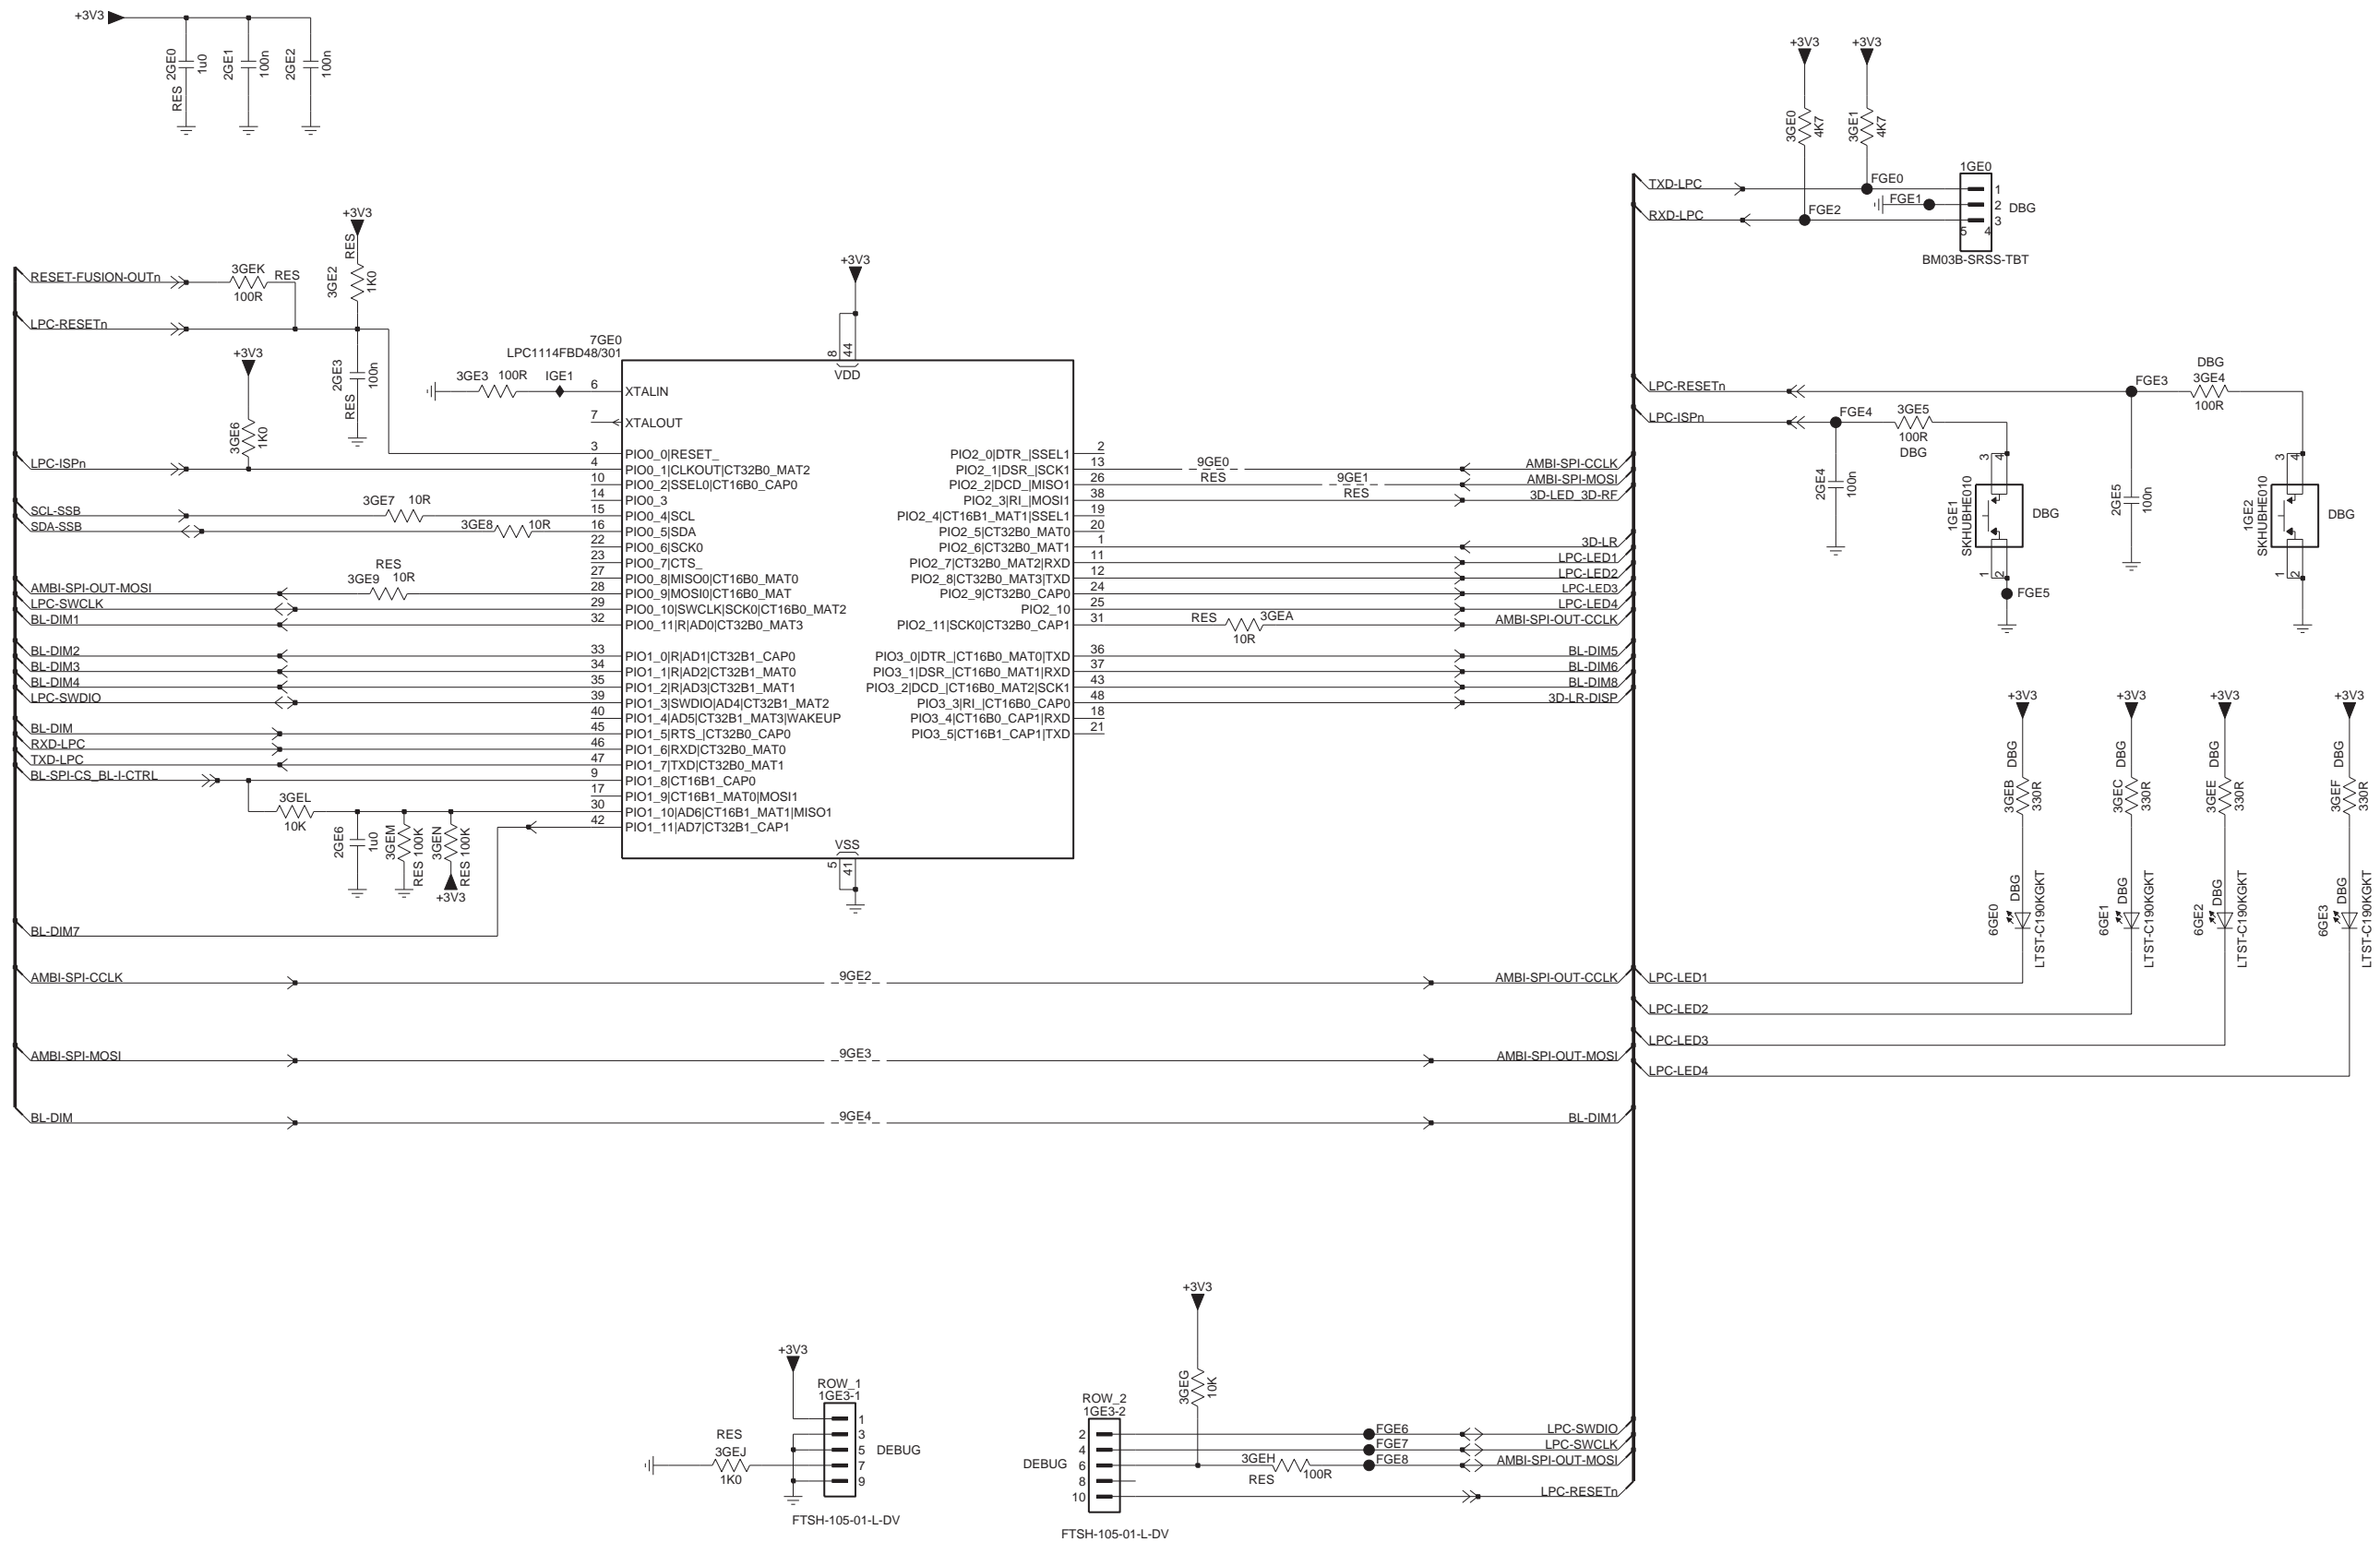 +3V3
2GE0
1u0
RES
2GE1
100n
2GE2
100n
+3V3
+3V3
3GE0
4K7
3GE1
4K7
1GE0
TXD-LPC
FGE0
1
FGE1
2
DBG
RXD-LPC
FGE2
3
5
4
BM03B-SRSS-TBT
+3V3
RES
3GE2
1K0
RESET-FUSION-OUTn
3GEK
RES
100R
LPC-RESETn
+3V3
2GE3
100n
RES
3GE6
1K0
LPC-ISPn
+3V3
7GE0
LPC1114FBD48/301
8
44
VDD
3GE3
100R
IGE1
6
XTALIN
7
XTALOUT
3
PIO0_0|RESET_
4
PIO0_1|CLKOUT|CT32B0_MAT2
10
PIO0_2|SSEL0|CT16B0_CAP0
14
PIO0_3
SCL-SSB
3GE7
10R
15
PIO0_4|SCL
SDA-SSB
3GE8
10R
16
PIO0_5|SDA
22
PIO0_6|SCK0
23
PIO0_7|CTS_
27
PIO0_8|MISO0|CT16B0_MAT0
RES
3GE9
10R
AMBI-SPI-OUT-MOSI
28
PIO0_9|MOSI0|CT16B0_MAT
LPC-SWCLK
29
PIO0_10|SWCLK|SCK0|CT16B0_MAT2
BL-DIM1
32
PIO0_11|R|AD0|CT32B0_MAT3
BL-DIM2
33
PIO1_0|R|AD1|CT32B1_CAP0
BL-DIM3
34
PIO1_1|R|AD2|CT32B1_MAT0
BL-DIM4
35
PIO1_2|R|AD3|CT32B1_MAT1
LPC-SWDIO
39
PIO1_3|SWDIO|AD4|CT32B1_MAT2
40
PIO1_4|AD5|CT32B1_MAT3|WAKEUP
BL-DIM
45
PIO1_5|RTS_|CT32B0_CAP0
RXD-LPC
46
PIO1_6|RXD|CT32B0_MAT0
TXD-LPC
47
PIO1_7|TXD|CT32B0_MAT1
BL-SPI-CS_BL-I-CTRL
9
PIO1_8|CT16B1_CAP0
17
PIO1_9|CT16B1_MAT0|MOSI1
3GEL
10K
30
PIO1_10|AD6|CT16B1_MAT1|MISO1
42
PIO1_11|AD7|CT32B1_CAP1
2GE6
1u0
3GEM
RES 100K
3GEN
RES 100K
+3V3
VSS
5
41
BL-DIM7
PIO2_0|DTR_|SSEL1
2
PIO2_1|DSR_|SCK1
13
9GE0
RES
AMBI-SPI-CCLK
PIO2_2|DCD_|MISO1
26
9GE1
RES
AMBI-SPI-MOSI
PIO2_3|RI_|MOSI1
38
3D-LED_3D-RF
PIO2_4|CT16B1_MAT1|SSEL1
19
PIO2_5|CT32B0_MAT0
20
PIO2_6|CT32B0_MAT1
1
3D-LR
PIO2_7|CT32B0_MAT2|RXD
11
LPC-LED1
PIO2_8|CT32B0_MAT3|TXD
12
LPC-LED2
PIO2_9|CT32B0_CAP0
24
LPC-LED3
PIO2_10
25
LPC-LED4
PIO2_11|SCK0|CT32B0_CAP1
31
RES
3GEA
10R
AMBI-SPI-OUT-CCLK
PIO3_0|DTR_|CT16B0_MAT0|TXD
36
BL-DIM5
PIO3_1|DSR_|CT16B0_MAT1|RXD
37
BL-DIM6
PIO3_2|DCD_|CT16B0_MAT2|SCK1
43
BL-DIM8
PIO3_3|RI_|CT16B0_CAP0
48
3D-LR-DISP
PIO3_4|CT16B0_CAP1|RXD
18
PIO3_5|CT16B1_CAP1|TXD
21
LPC-RESETn
FGE3
DBG
3GE4
100R
LPC-ISPn
FGE4
3GE5
100R
DBG
2GE4
100n
3
4
1GE1
SKHUBHE010
DBG
1
2
FGE5
2GE5
100n
3
4
1GE2
SKHUBHE010
DBG
1
2
+3V3
+3V3
+3V3
+3V3
DBG
3GEB
330R
DBG
3GEC
330R
DBG
3GEE
330R
DBG
3GEF
330R
DBG
6GE0
LTST-C190KGKT
DBG
6GE1
LTST-C190KGKT
DBG
6GE2
LTST-C190KGKT
DBG
6GE3
LTST-C190KGKT
AMBI-SPI-CCLK
9GE2
AMBI-SPI-OUT-CCLK
LPC-LED1
LPC-LED2
LPC-LED3
AMBI-SPI-MOSI
9GE3
AMBI-SPI-OUT-MOSI
LPC-LED4
BL-DIM
9GE4
BL-DIM1
+3V3
ROW_1
1GE3-1
1
3
5
7
9
DEBUG
RES
3GEJ
1K0
FTSH-105-01-L-DV
+3V3
3GEG
10K
ROW_2
1GE3-2
2
4
6
8
10
DEBUG
FGE6
LPC-SWDIO
FGE7
LPC-SWCLK
3GEH
RES
100R
FGE8
AMBI-SPI-OUT-MOSI
LPC-RESETn
FTSH-105-01-L-DV